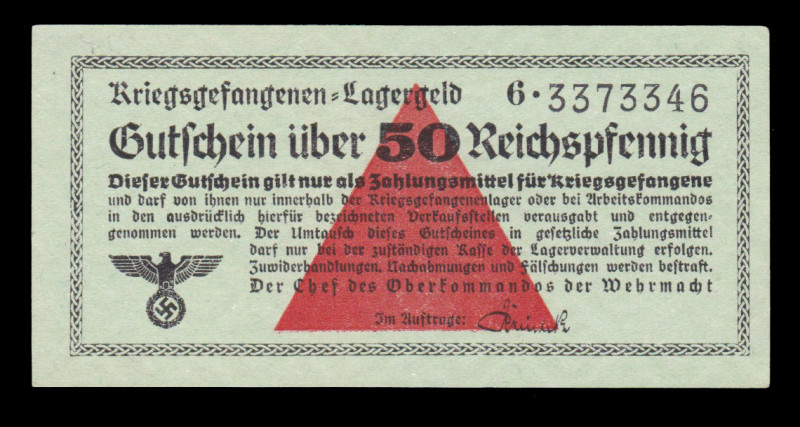 Kriegsgefangenen-Lagergeld 6·3373346
Gutschein über 50 Reichspfennig
Dieser Gutschein gilt nur als Zahlungsmittel für Kriegsgefangene
und darf von ihnen nur innerhalb der Kriegsgefangenenlager oder bei Arbeitskommandos
in den ausdrücklich hierfür bezeichneten Verkaufsstellen verausgabt und entgegen-
genommen werden. Der Umtausch dieses Gutscheines in gesetzliche Zahlungsmittel
darf nur bei der zuständigen Kasse der Lagerverwaltung erfolgen.
Zuwiderhandlungen, Nachahmungen und Fälschungen werden bestraft.
Der Chef des Oberkommandos der Wehrmacht
Im Auftrage: